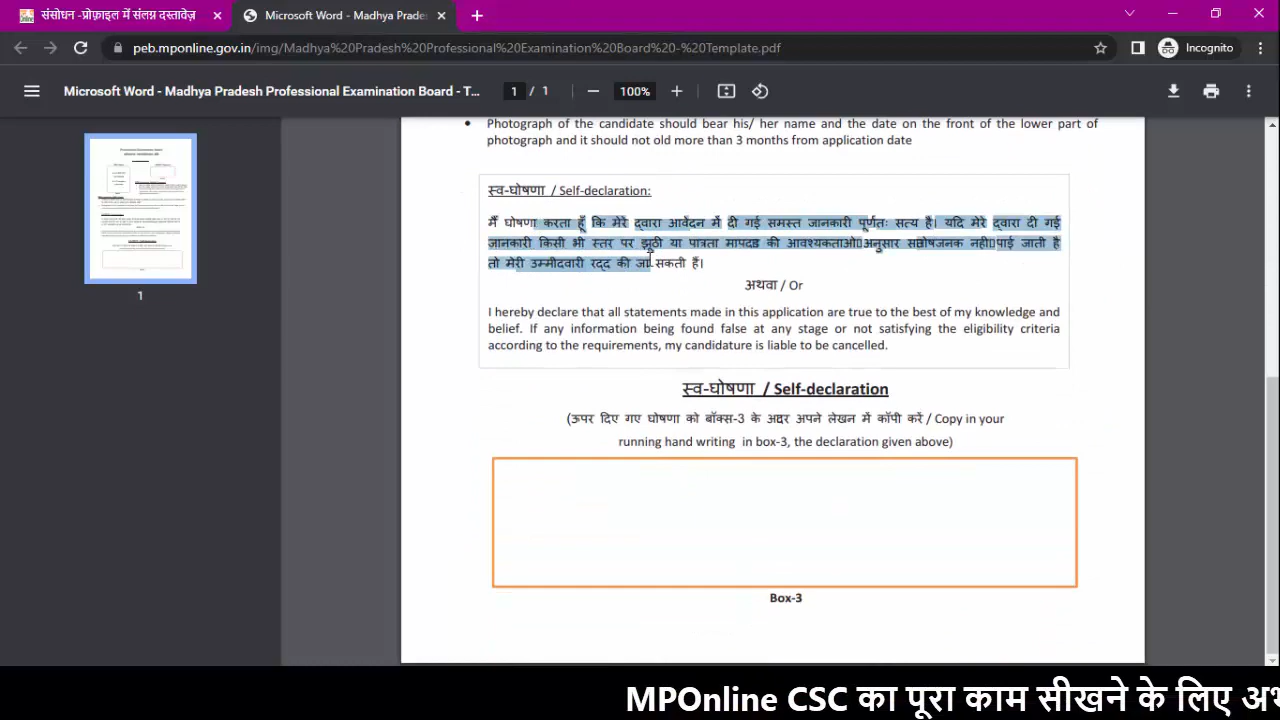 संसोधन -प्रोफ़ाइल में संलग्न दस्तावेज़
Microsoft Word - Madhya Prade
peb.mponline.gov.in/img/Madhya%20Pradesh%20Professional%20Examination%20Board%20-%20Template.pdf
Incognito
Microsoft Word - Madhya Pradesh Professional Examination Board - T...
1 / 1
100%
1
• Photograph of the candidate should bear his/ her name and the date on the front of the lower part of
photograph and it should not old more than 3 months from application date
स्व-घोषणा / Self-declaration:
मैं घोषणा करता हूँ कि मेरे द्वारा आवेदन में दी गई समस्त जानकारी पूर्णतः सत्य है। यदि मेरे द्वारा दी गई
जानकारी किसी भी स्तर पर झूठी या पात्रता मापदंड की आवश्यकताओं अनुसार संतोषजनक नहीं पाई जाती है
तो मेरी उम्मीदवारी रद्द की जा सकती हैं।
अथवा / Or
I hereby declare that all statements made in this application are true to the best of my knowledge and
belief. If any information being found false at any stage or not satisfying the eligibility criteria
according to the requirements, my candidature is liable to be cancelled.
स्व-घोषणा / Self-declaration
(ऊपर दिए गए घोषणा को बॉक्स-3 के अंदर अपने लेखन में कॉपी करें / Copy in your
running hand writing in box-3, the declaration given above)
Box-3
MPOnline CSC का पूरा काम सीखने के लिए